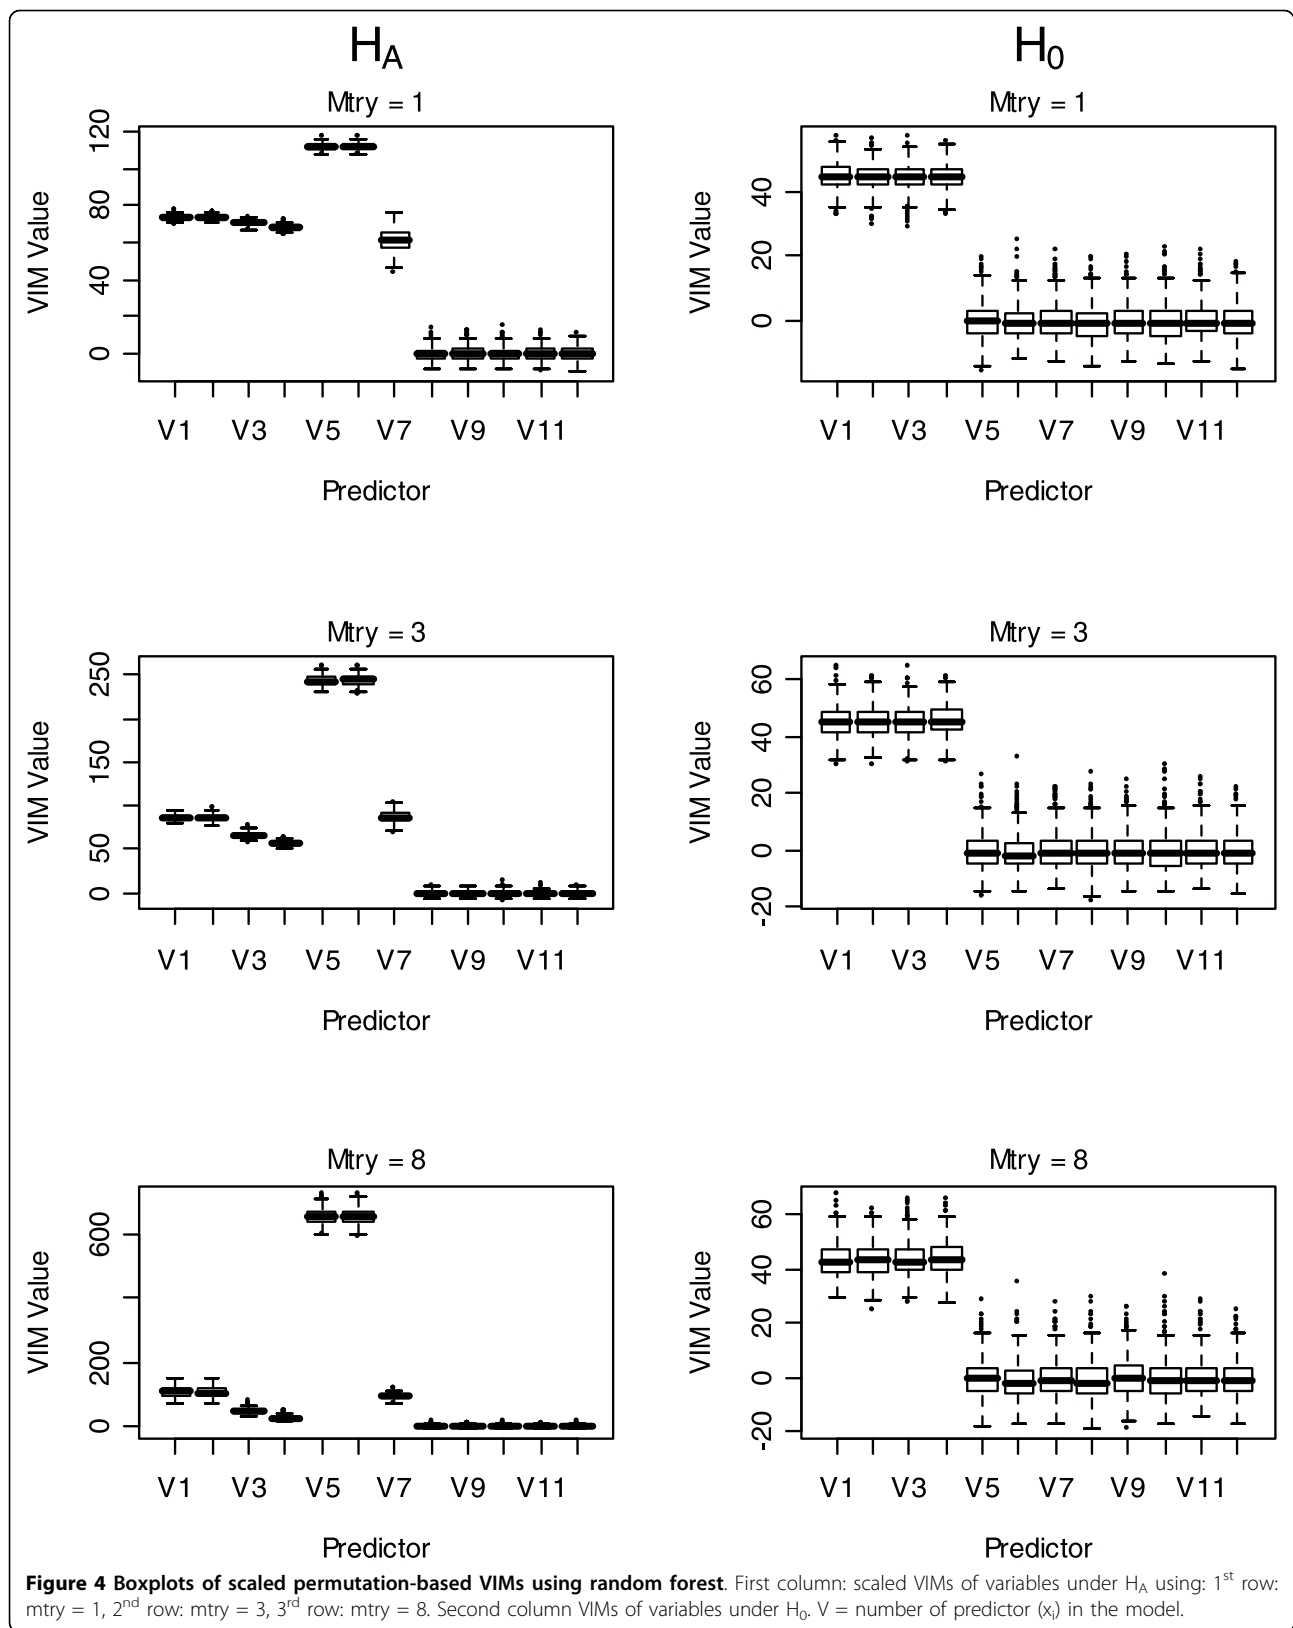 H_A
H_0
Mtry = 1
Mtry = 1
VIM Value
0
40
80
120
V1 V3 V5 V7 V9 V11
Predictor
VIM Value
0
20
40
V1 V3 V5 V7 V9 V11
Predictor
Mtry = 3
Mtry = 3
VIM Value
0
50
150
250
V1 V3 V5 V7 V9 V11
Predictor
VIM Value
-20
0
20
40
60
V1 V3 V5 V7 V9 V11
Predictor
Mtry = 8
Mtry = 8
VIM Value
0
200
600
V1 V3 V5 V7 V9 V11
Predictor
VIM Value
-20
0
20
40
60
V1 V3 V5 V7 V9 V11
Predictor
Figure 4 Boxplots of scaled permutation-based VIMs using random forest. First column: scaled VIMs of variables under H_A using: 1st row:
mtry = 1, 2nd row: mtry = 3, 3rd row: mtry = 8. Second column VIMs of variables under H_0. V = number of predictor (x_i) in the model.